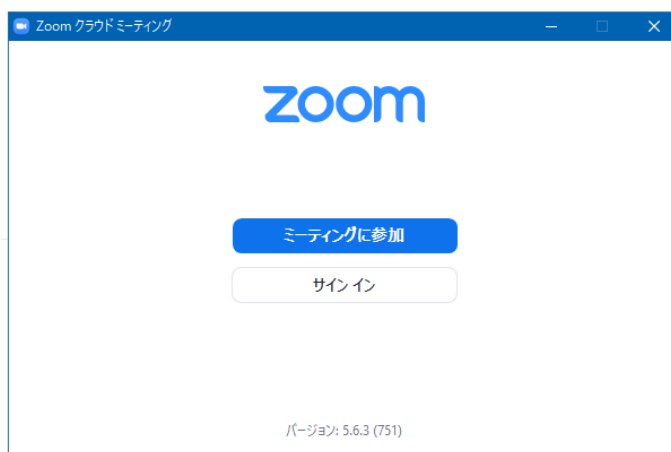 Zoom クラウド ミーティング
zoom
ミーティングに参加
サイン イン
バージョン: 5.6.3 (751)